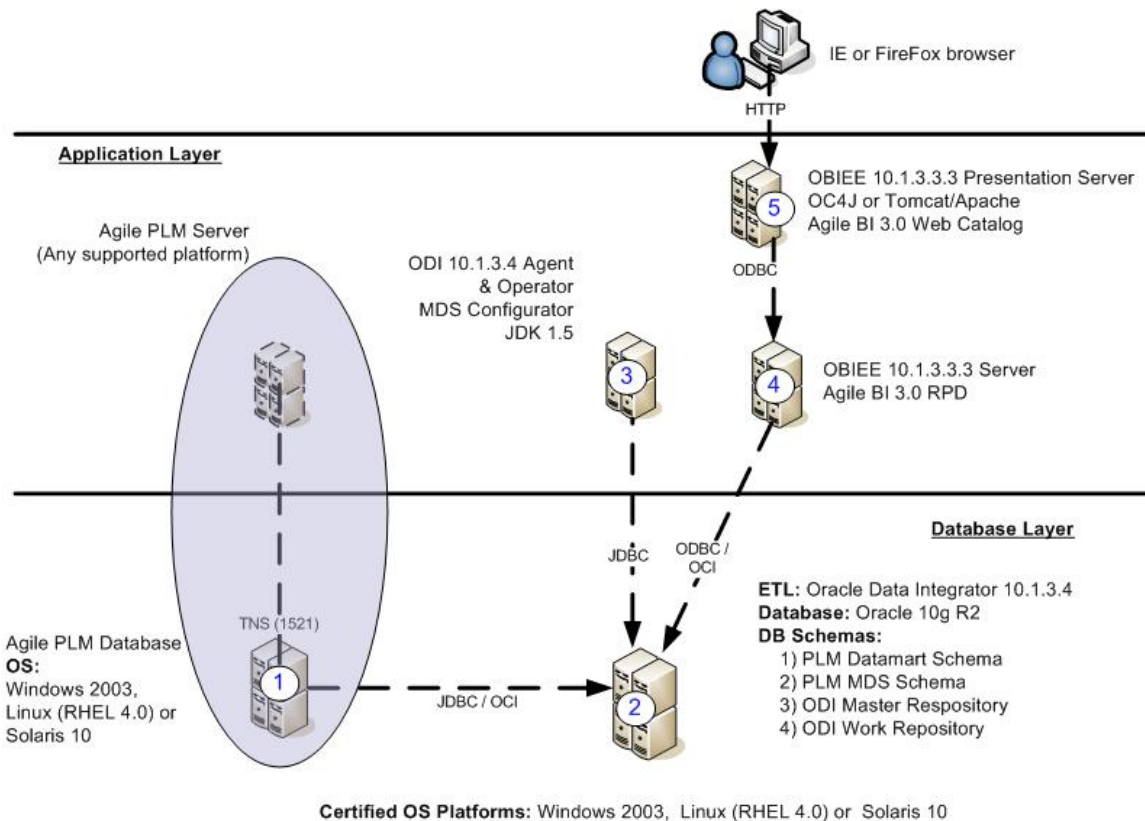 IE or FireFox browser
HTTP
Application Layer
OBIEE 10.1.3.3.3 Presentation Server
OC4J or Tomcat/Apache
Agile BI 3.0 Web Catalog
5
Agile PLM Server
(Any supported platform)
ODI 10.1.3.4 Agent
& Operator
MDS Configurator
JDK 1.5
ODBC
3
4
OBIEE 10.1.3.3.3 Server
Agile BI 3.0 RPD
Database Layer
JDBC
ODBC /
OCI
ETL: Oracle Data Integrator 10.1.3.4
Database: Oracle 10g R2
DB Schemas:
1) PLM Datamart Schema
2) PLM MDS Schema
3) ODI Master Respository
4) ODI Work Repository
TNS (1521)
Agile PLM Database
OS:
Windows 2003,
Linux (RHEL 4.0) or
Solaris 10
1
JDBC / OCI
2
Certified OS Platforms: Windows 2003, Linux (RHEL 4.0) or Solaris 10